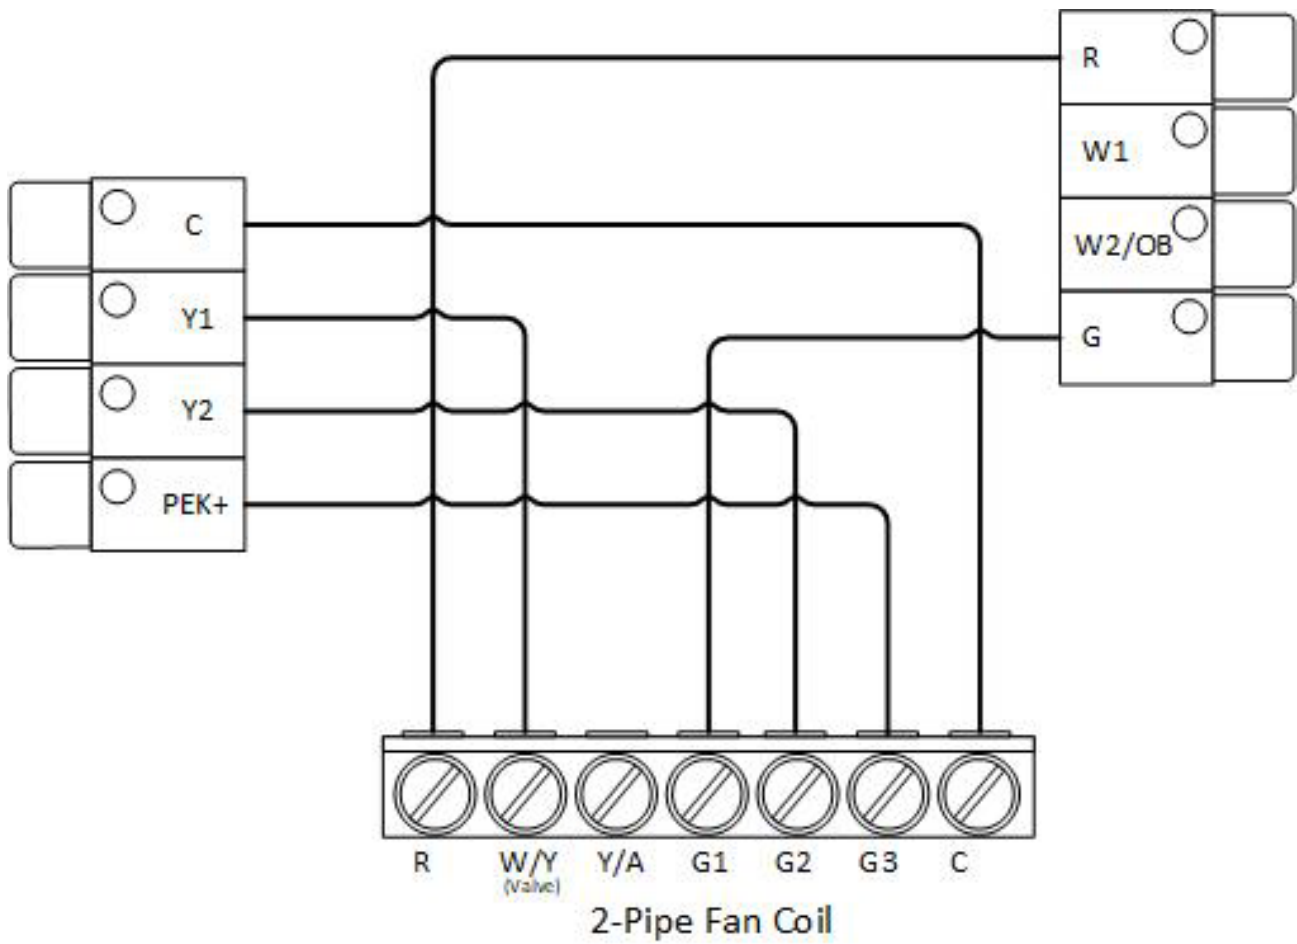 R
W1
W2/OB
G
C
Y1
Y2
PEK+
R W/Y Y/A G1 G2 G3 C
(Valve)
2-Pipe Fan Coil